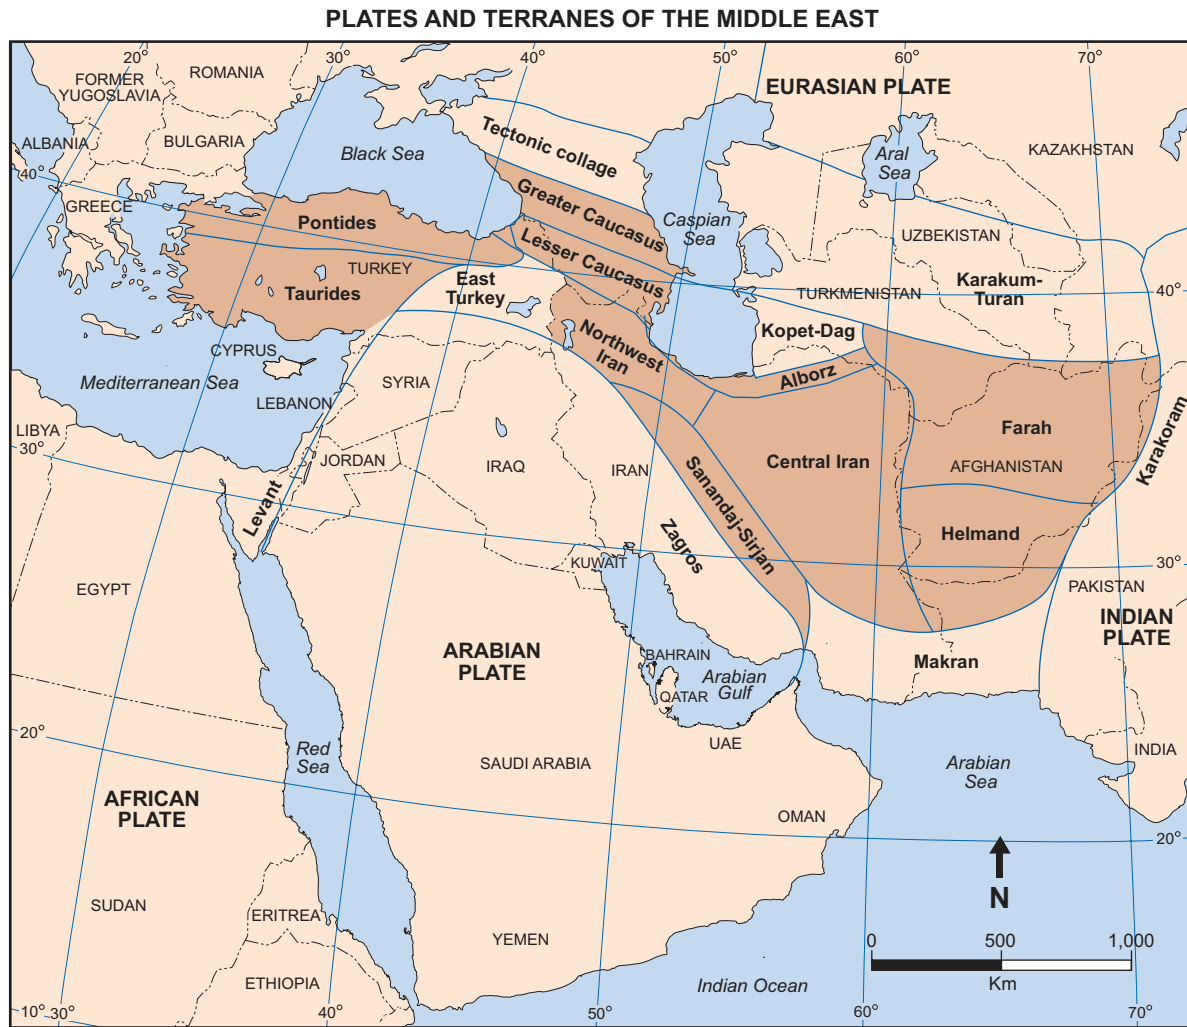 PLATES AND TERRANES OF THE MIDDLE EAST
20°
30°
40°
50°
60°
70°
FORMER
YUGOSLAVIA
ROMANIA
EURASIAN PLATE
ALBANIA
BULGARIA
Black Sea
Tectonic collage
Aral
Sea
KAZAKHSTAN
40°
GREECE
Pontides
Greater Caucasus
Caspian
Sea
UZBEKISTAN
Lesser Caucasus
TURKEY
Taurides
East
Turkey
TURKMENISTAN
Karakum-
Turan
40°
Kopet-Dag
Northwest
Iran
CYPRUS
Mediterranean Sea
SYRIA
Alborz
LEBANON
LIBYA
30°
JORDAN
IRAQ
IRAN
Central Iran
Farah
AFGHANISTAN
Karakoram
Levant
Sanandaj-Sirjan
Zagros
Helmand
KUWAIT
30°
EGYPT
PAKISTAN
INDIAN
PLATE
ARABIAN
PLATE
BAHRAIN
Arabian
Gulf
QATAR
Makran
20°
UAE
Red
Sea
SAUDI ARABIA
Arabian
Sea
INDIA
AFRICAN
PLATE
OMAN
20°
N
SUDAN
ERITREA
YEMEN
0
500
1,000
Km
ETHIOPIA
Indian Ocean
10°
30°
40°
50°
60°
70°